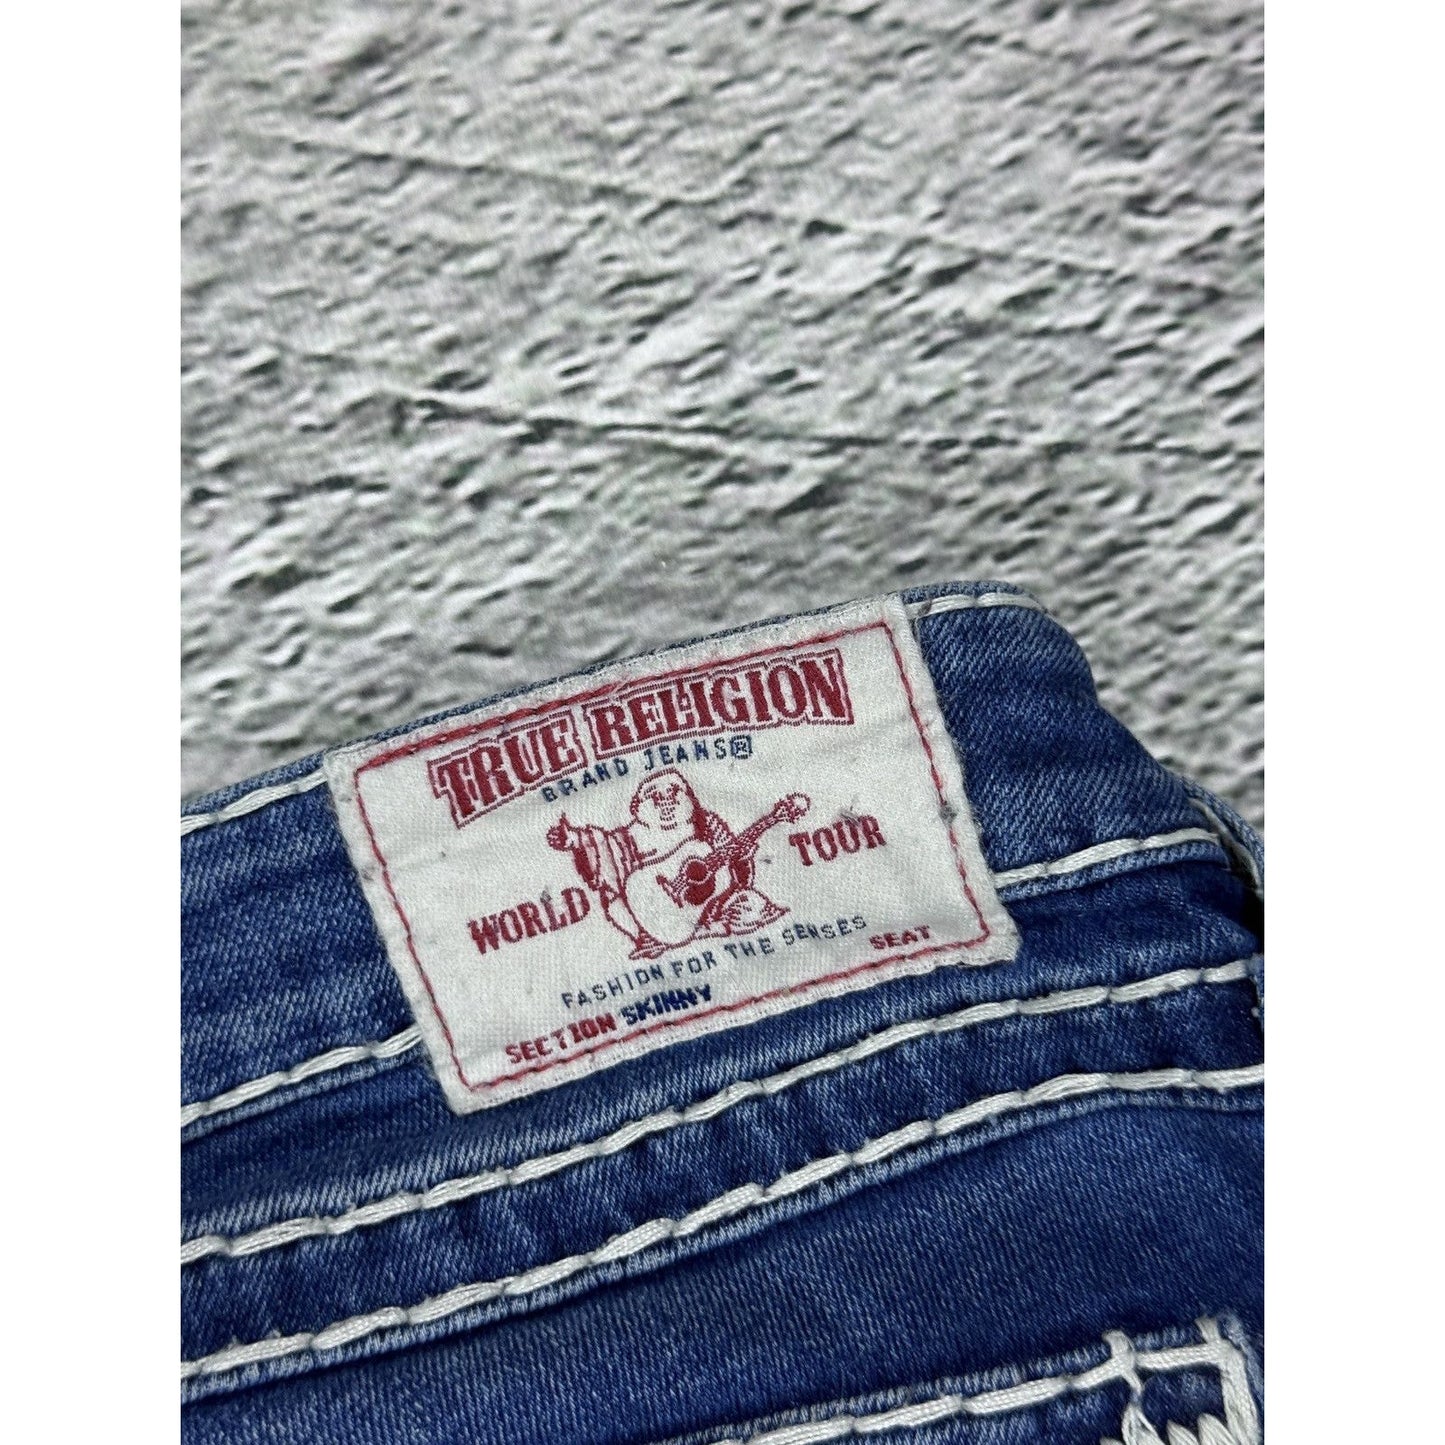 TRUE RELIGION
BRAND JEANS®
WORLD TOUR
FASHION FOR THE SENSES
SECTION SKINNY SEAT